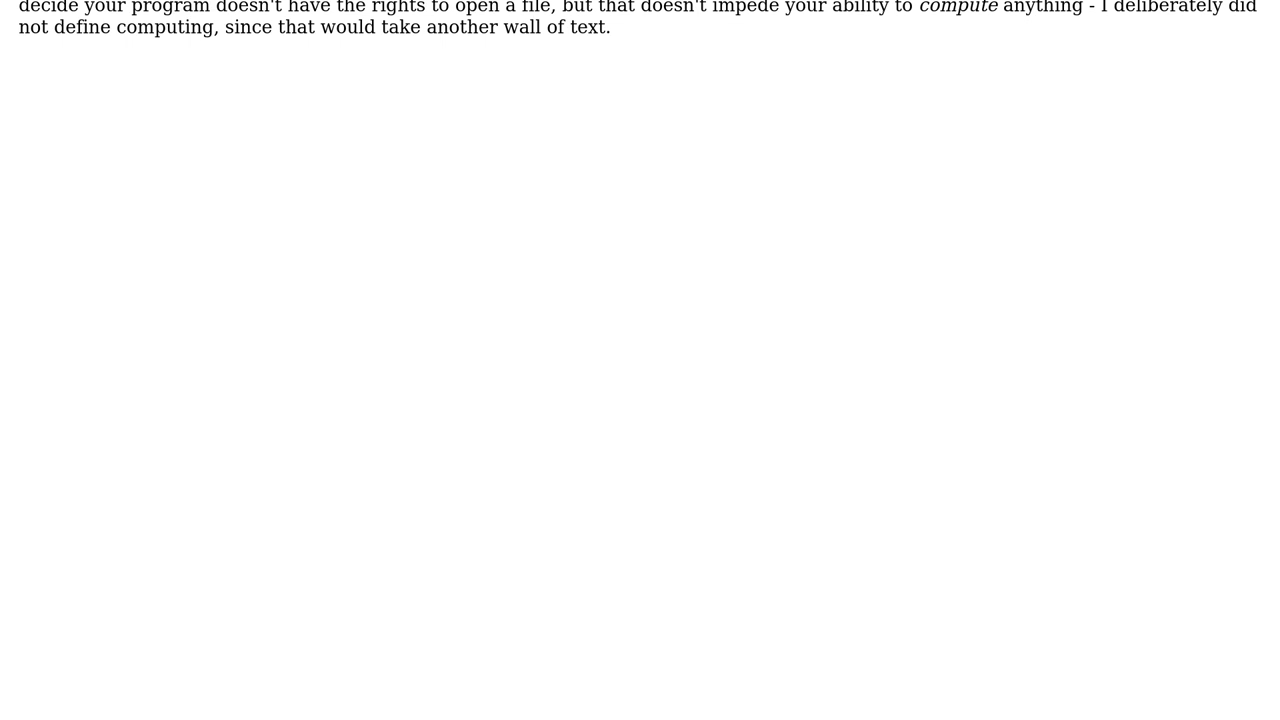 decide your program doesn't have the rights to open a file, but that doesn't impede your ability to compute anything - I deliberately did
not define computing, since that would take another wall of text.